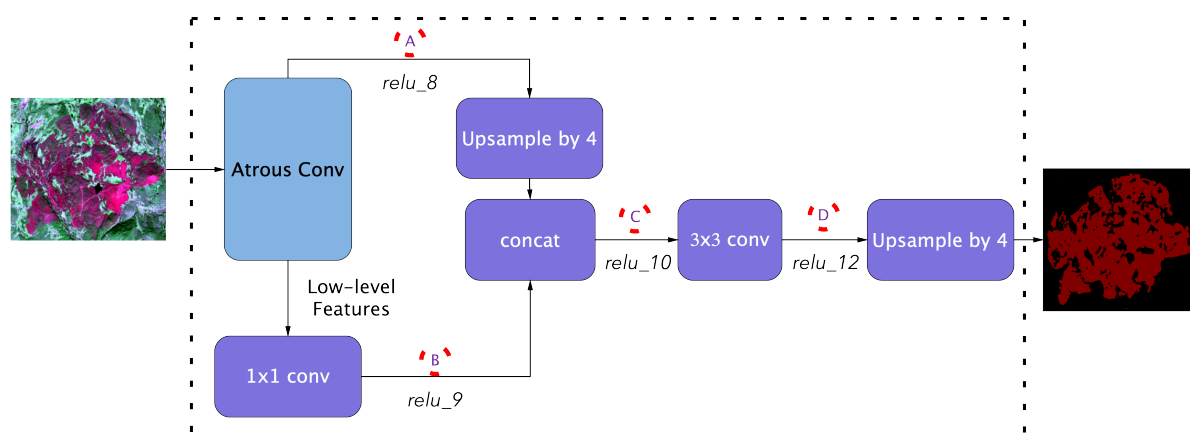 A
relu_8
Upsample by 4
Atrous Conv
concat
C
relu_10
3x3 conv
D
relu_12
Upsample by 4
Low-level
Features
1x1 conv
B
relu_9